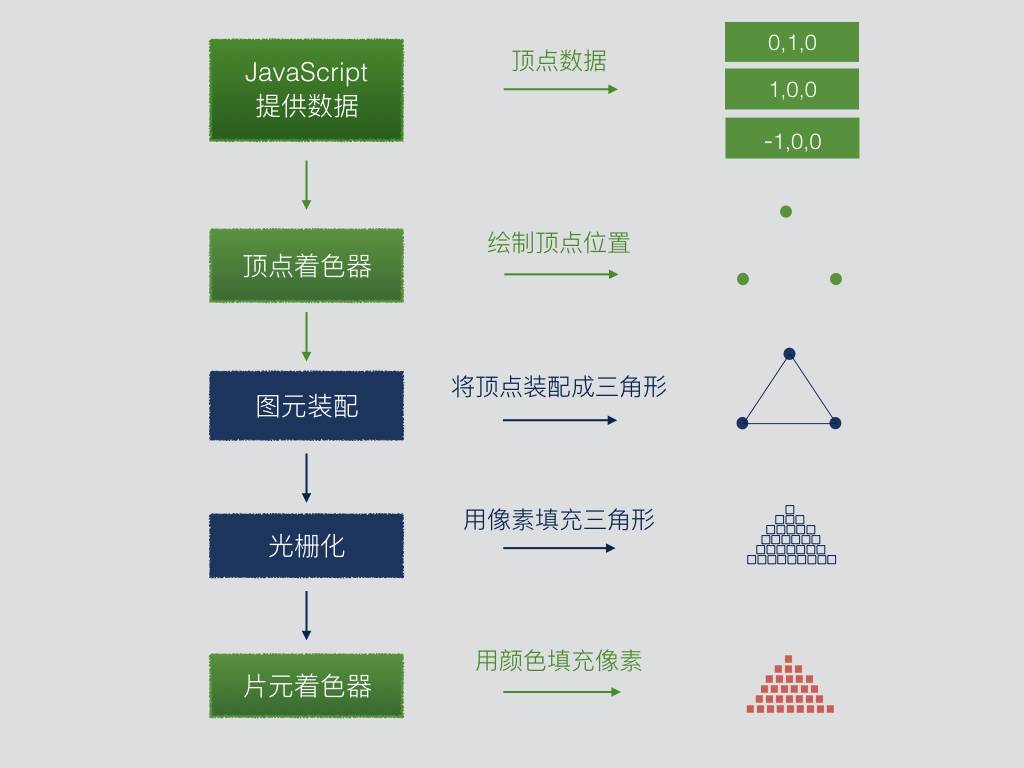 JavaScript
提供数据
顶点数据
0,1,0
1,0,0
-1,0,0
顶点着色器
绘制顶点位置
图元装配
将顶点装配成三角形
光栅化
用像素填充三角形
片元着色器
用颜色填充像素